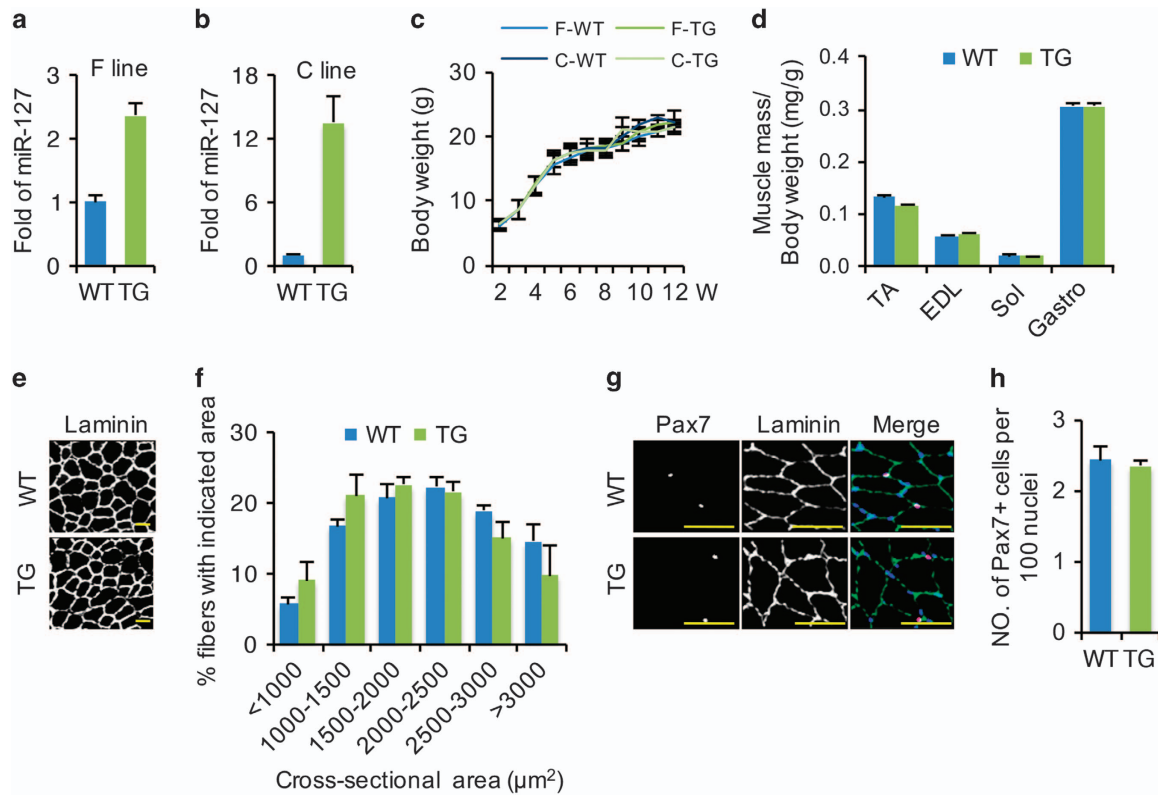 a
F line
Fold of miR-127
3
2
1
0
WT TG
b
C line
Fold of miR-127
18
12
6
0
WT TG
c
F-WT F-TG
C-WT C-TG
Body weight (g)
30
20
10
0
2 4 6 8 10 12 W
d
WT TG
Muscle mass/
Body weight (mg/g)
0.4
0.3
0.2
0.1
0.0
TA EDL Sol Gastro
e
Laminin
WT
TG
f
WT TG
% fibers with indicated area
30
20
10
0
<1000 1000-1500 1500-2000 2000-2500 2500-3000 >3000
Cross-sectional area (µm²)
g
Pax7 Laminin Merge
WT
TG
h
NO. of Pax7+ cells per
100 nuclei
3
2
1
0
WT TG